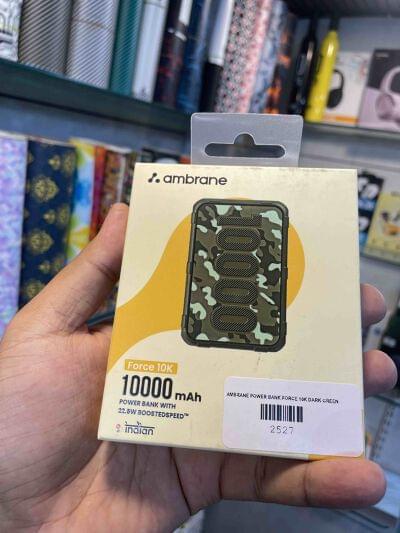 ambrane
Force 10K
10000 mAh
POWER BANK WITH
22.5W BOOSTEDSPEED™
indian
AMBRANE POWER BANK FORCE 10K DARK GREEN
2527